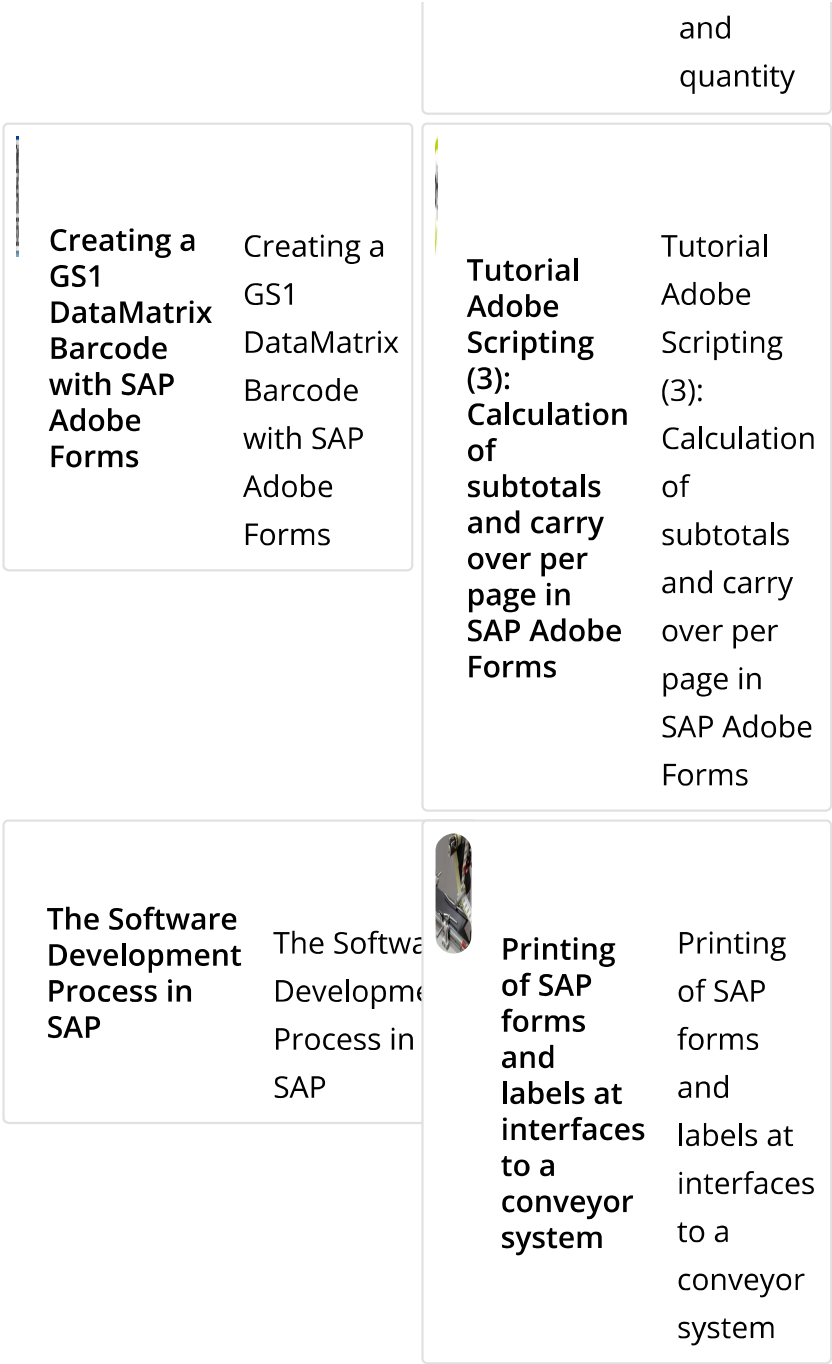 and
quantity
Creating a
GS1
DataMatrix
Barcode
with SAP
Adobe
Forms
Creating a
GS1
DataMatrix
Barcode
with SAP
Adobe
Forms
Tutorial
Adobe
Scripting
(3):
Calculation
of
subtotals
and carry
over per
page in
SAP Adobe
Forms
Tutorial
Adobe
Scripting
(3):
Calculation
of
subtotals
and carry
over per
page in
SAP Adobe
Forms
The Software
Development
Process in
SAP
The Softwa
Developme
Process in
SAP
Printing
of SAP
forms
and
labels at
interfaces
to a
conveyor
system
Printing
of SAP
forms
and
labels at
interfaces
to a
conveyor
system